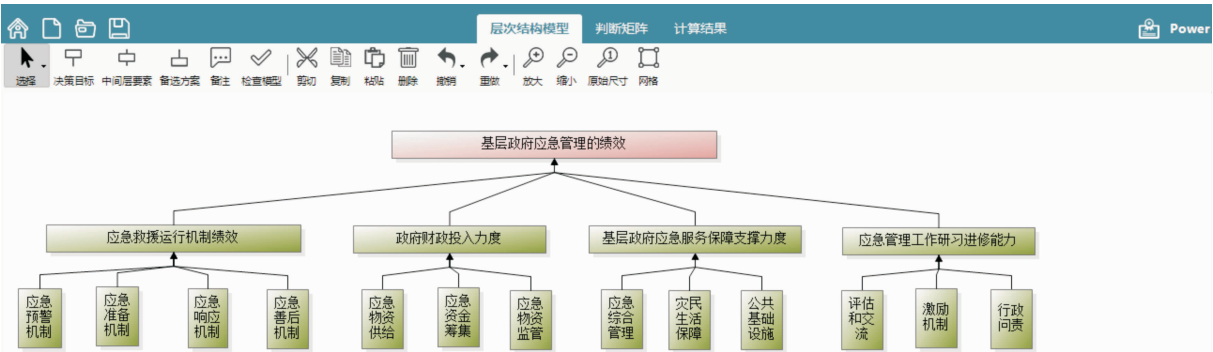 层次结构模型 判断矩阵 计算结果 Power
选择 决策目标 中间层要素 备选方案 备注 检查模型 剪切 复制 粘贴 删除 撤销 重做 放大 缩小 原始尺寸 网格
基层政府应急管理的绩效
应急救援运行机制绩效 政府财政投入力度 基层政府应急服务保障支撑力度 应急管理工作研习进修能力
应急
预警
机制
应急
准备
机制
应急
响应
机制
应急
善后
机制
应急
物资
供给
应急
资金
筹集
应急
物资
监管
应急
综合
管理
灾民
生活
保障
公共
基础
设施
评估
和交
流
激励
机制
行政
问责